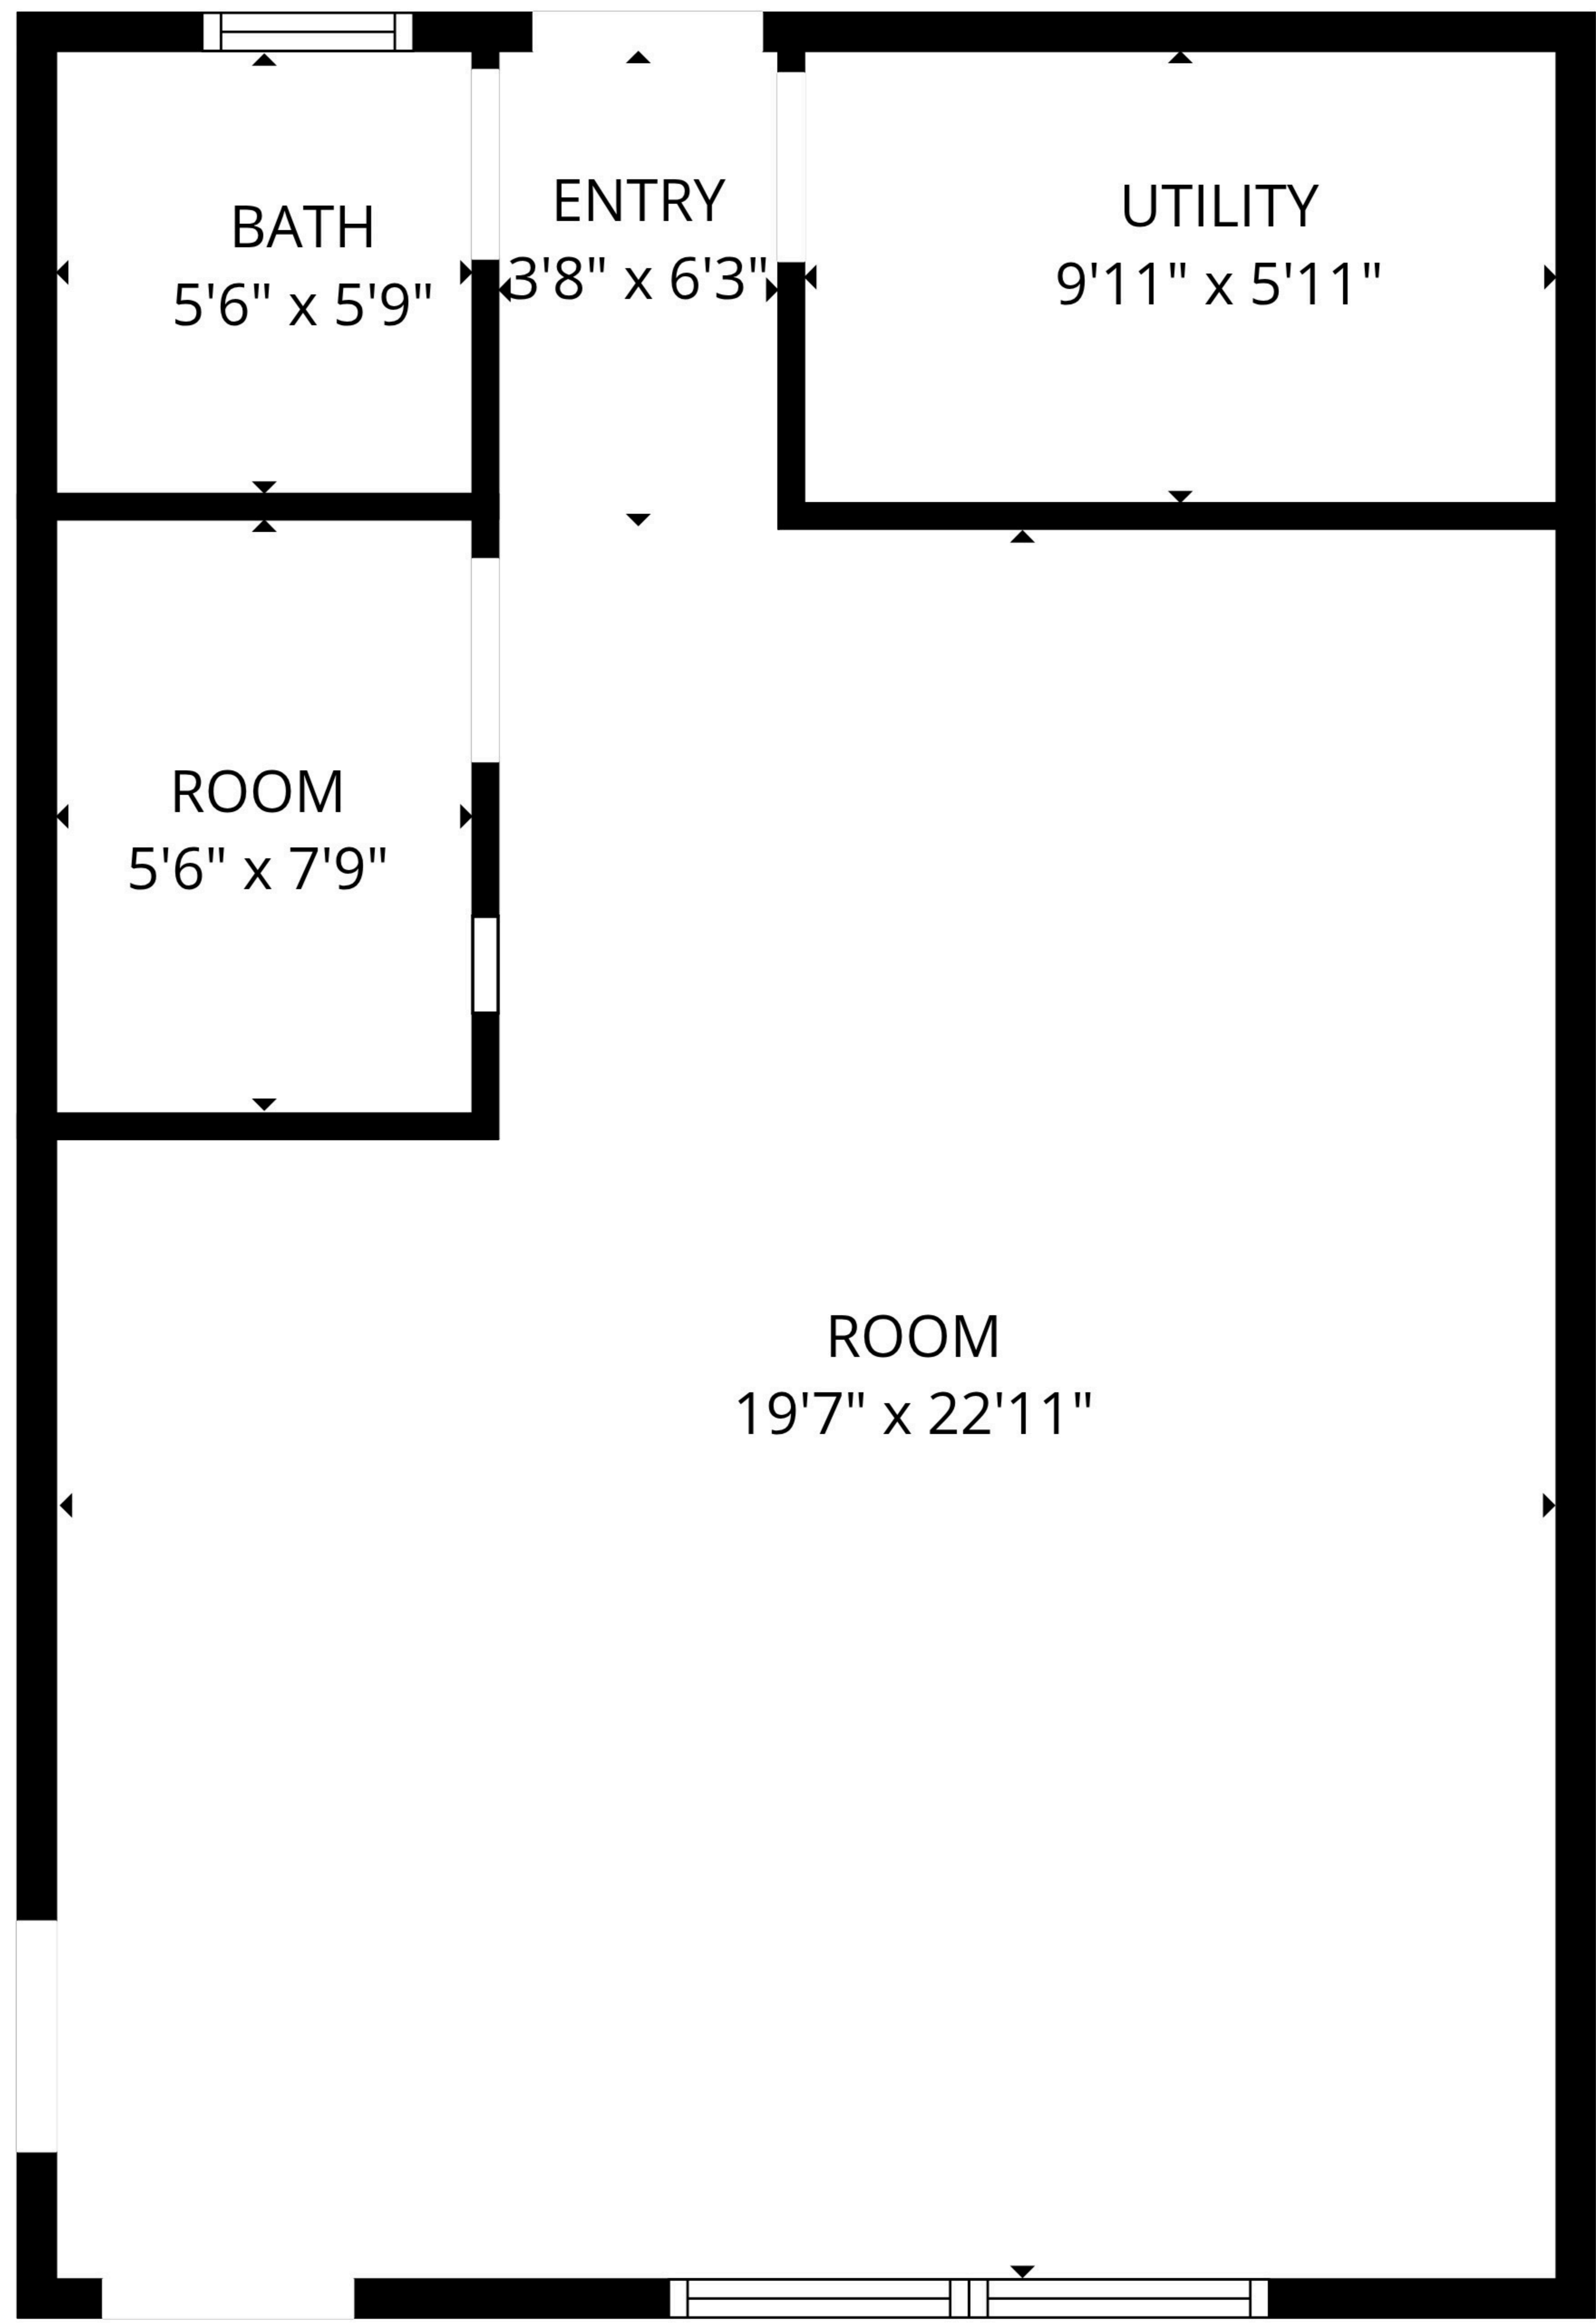 BATH
5'6" x 5'9"
ENTRY
3'8" x 6'3"
UTILITY
9'11" x 5'11"
ROOM
5'6" x 7'9"
ROOM
19'7" x 22'11"